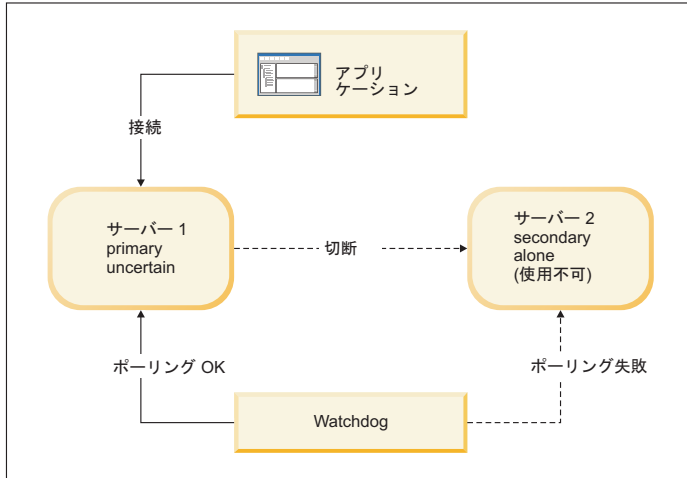 アプリ
ケーション
接続
サーバー 1
primary
uncertain
切断
サーバー 2
secondary
alone
(使用不可)
ポーリング OK
ポーリング失敗
Watchdog